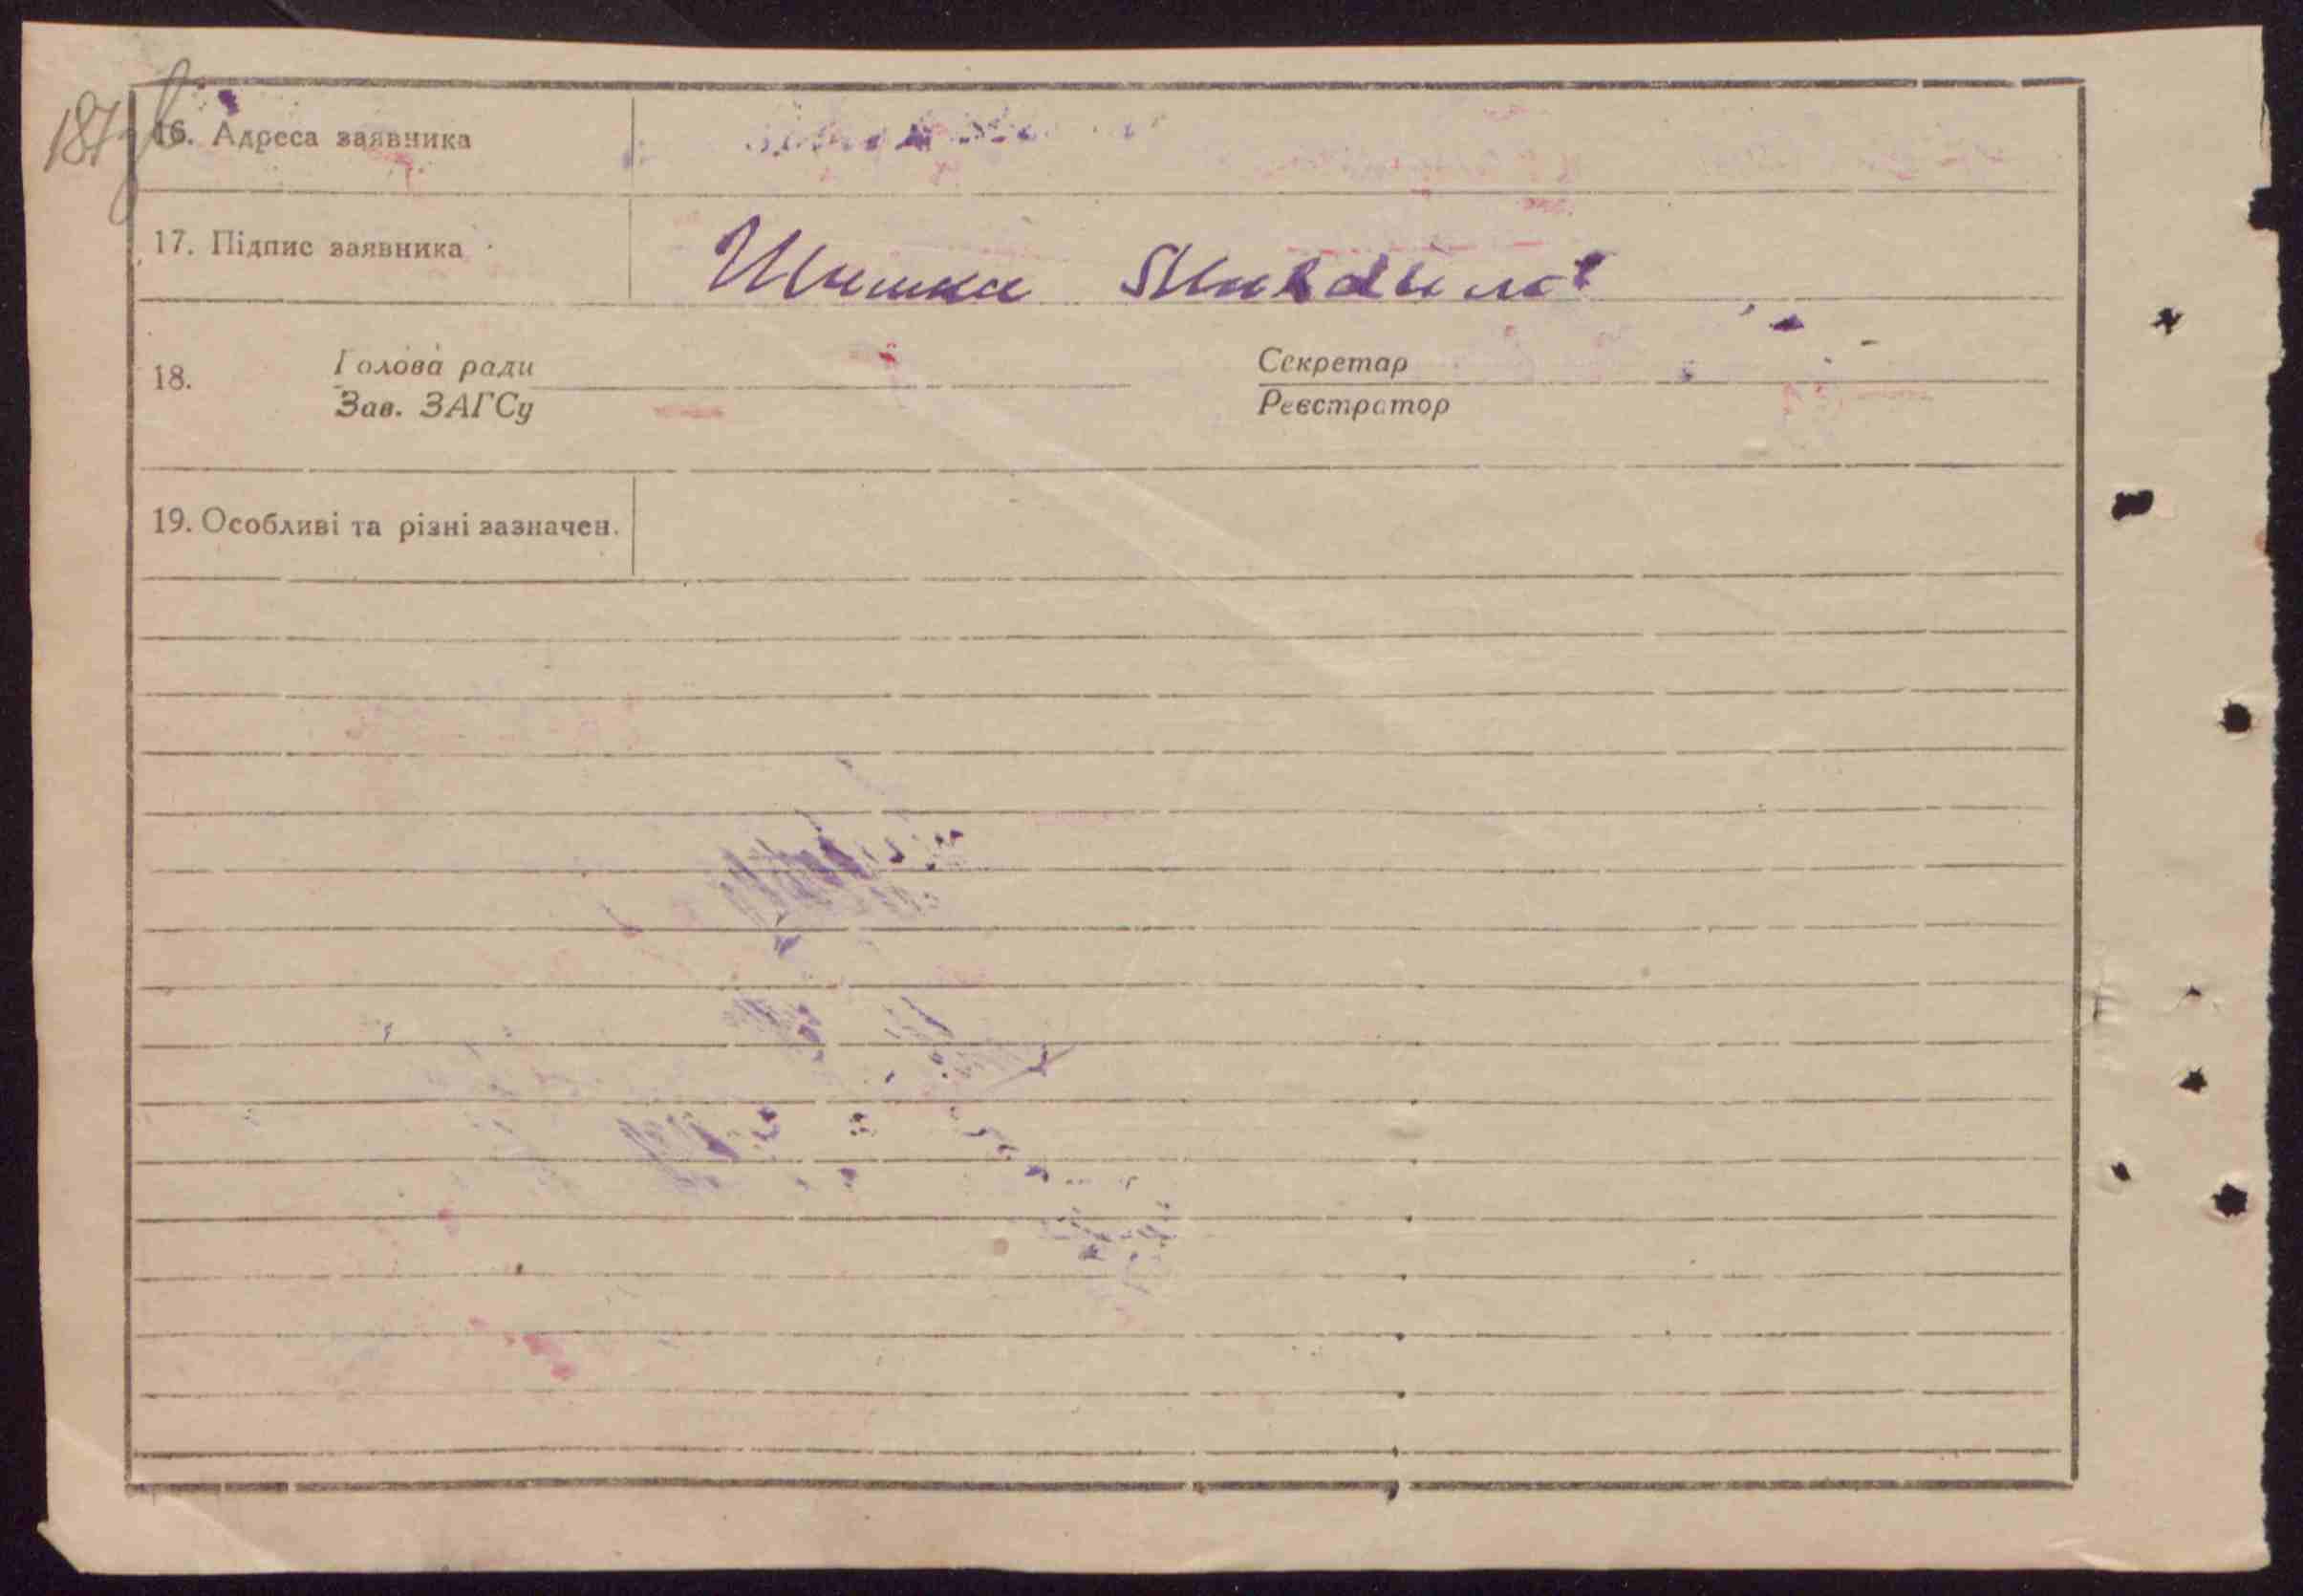 187
16. Адреса заявника
17. Підпис заявника Шишка
18. Голова ради Секретар
Зав. ЗАГСу Реєстратор
19. Особливі та різні зазначен.